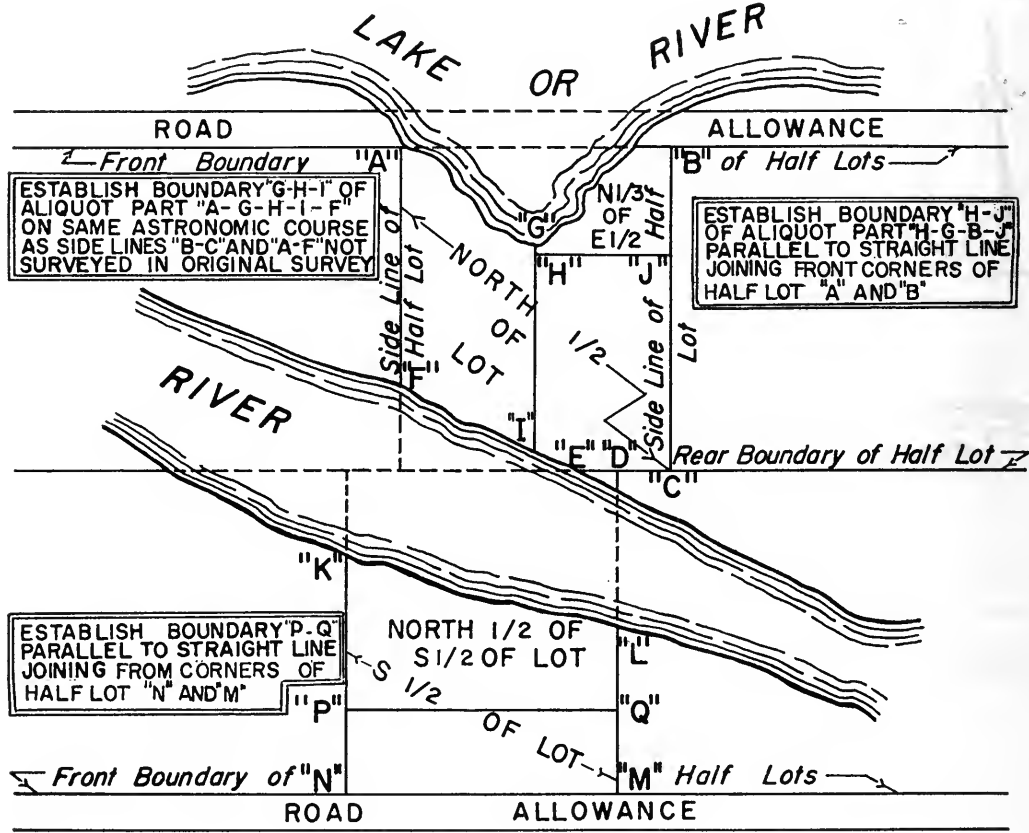 LAKE OR RIVER
ROAD ALLOWANCE
Front Boundary "A" "B" of Half Lots
ESTABLISH BOUNDARY "G-H-I" OF
ALIQUOT PART "A-G-H-I-F"
ON SAME ASTRONOMIC COURSE
AS SIDE LINES "B-C" AND "A-F" NOT
SURVEYED IN ORIGINAL SURVEY
Side Line of
Half Lot
"G"
N 1/3
OF
E 1/2
Half
ESTABLISH BOUNDARY "H-J"
OF ALIQUOT PART "H-G-B-J"
PARALLEL TO STRAIGHT LINE
JOINING FRONT CORNERS OF
HALF LOT "A" AND "B"
"H" "J"
NORTH
OF
LOT
1/2
Side Line of
Lot
"F"
RIVER
"I"
"E" "D"
Rear Boundary of Half Lot
"C"
"K"
ESTABLISH BOUNDARY "P-Q"
PARALLEL TO STRAIGHT LINE
JOINING FROM CORNERS OF
HALF LOT "N" AND "M"
NORTH 1/2 OF
S 1/2 OF LOT
"L"
S 1/2
OF LOT
"P" "Q"
Front Boundary of "N" "M" Half Lots
ROAD ALLOWANCE